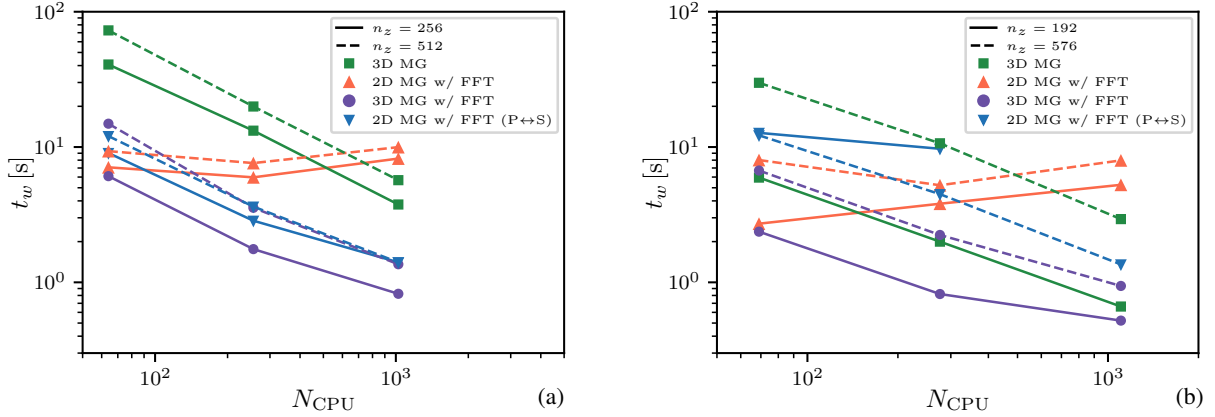 10²
10¹
10⁰
t_w [s]
n_z = 256
n_z = 512
3D MG
2D MG w/ FFT
3D MG w/ FFT
2D MG w/ FFT (P↔S)
10²
10³
N_CPU
(a)
10²
10¹
10⁰
t_w [s]
n_z = 192
n_z = 576
3D MG
2D MG w/ FFT
3D MG w/ FFT
2D MG w/ FFT (P↔S)
10²
10³
N_CPU
(b)